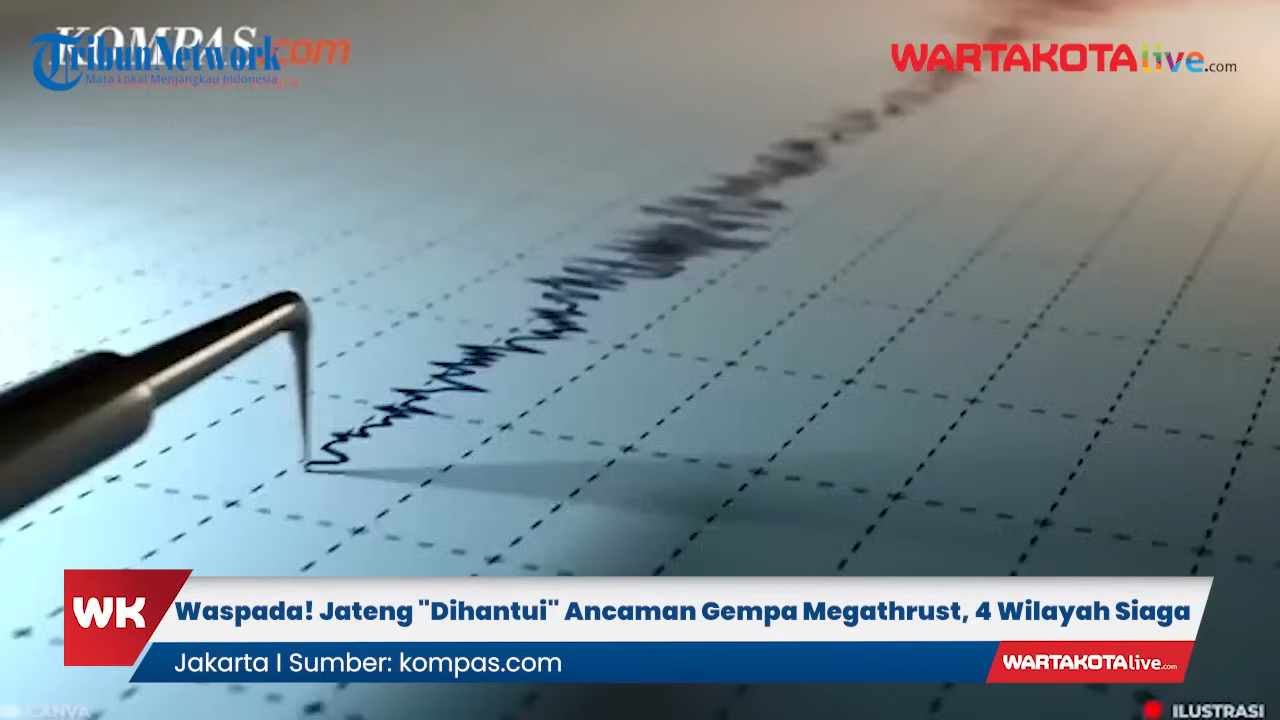 KOMPAS.com
TribunNetwork
Mata Lokal Menjangkau Indonesia
WARTAKOTAlive.com
WK
Waspada! Jateng "Dihantui" Ancaman Gempa Megathrust, 4 Wilayah Siaga
Jakarta I Sumber: kompas.com
WARTAKOTAlive.com
CANVA
ILUSTRASI